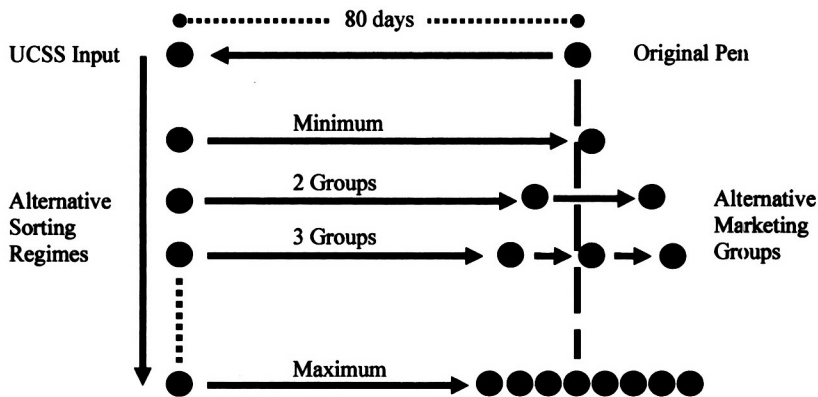 80 days
UCSS Input
Original Pen
Minimum
2 Groups
Alternative
Sorting
Regimes
Alternative
Marketing
Groups
3 Groups
Maximum